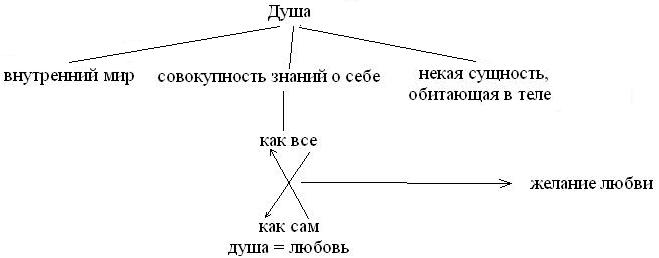 Душа
внутренний мир
совокупность знаний о себе
некая сущность,
обитающая в теле
как все
желание любви
как сам
душа = любовь